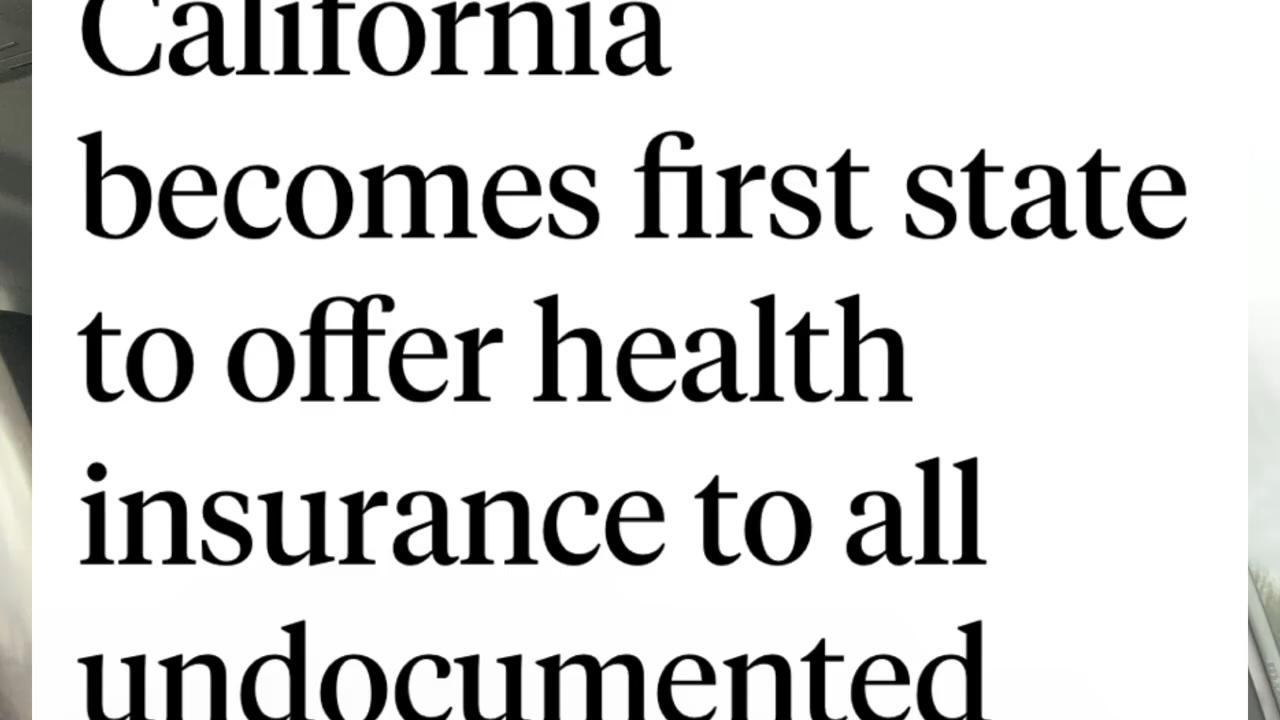 California
becomes first state
to offer health
insurance to all
undocumented